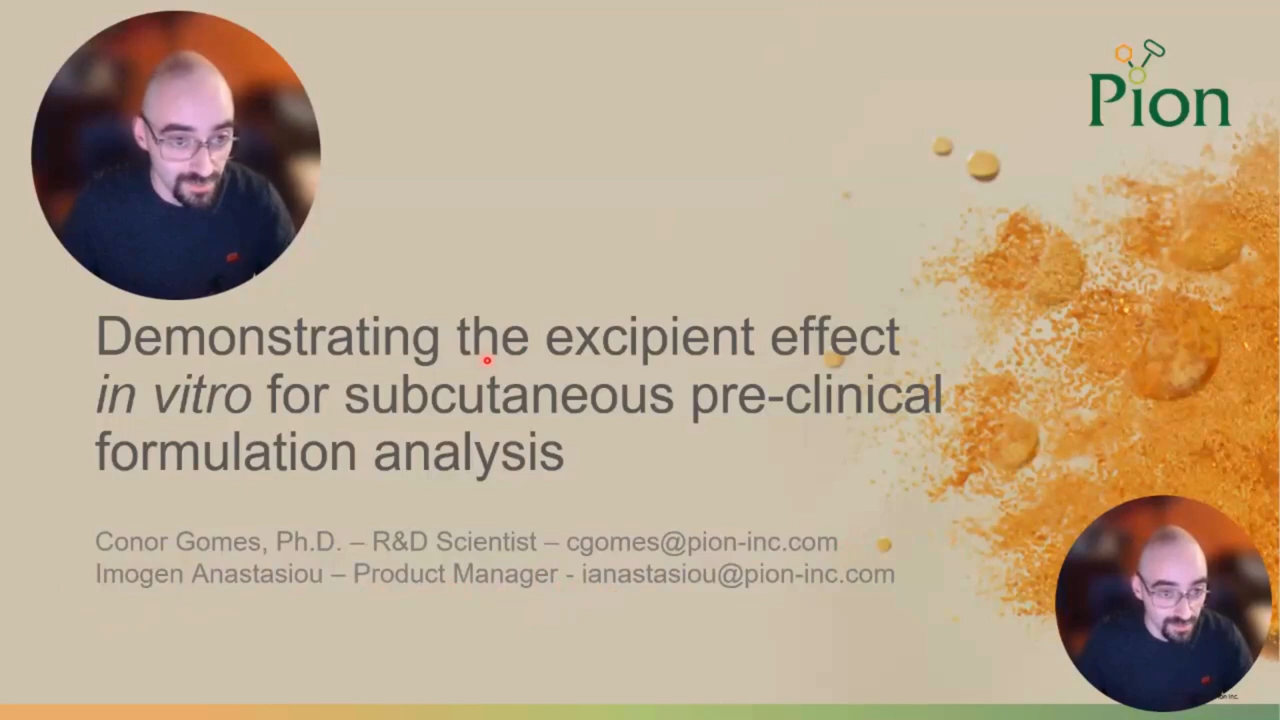 Pion
Demonstrating the excipient effect
in vitro for subcutaneous pre-clinical
formulation analysis
Conor Gomes, Ph.D. – R&D Scientist – cgomes@pion-inc.com
Imogen Anastasiou – Product Manager - ianastasiou@pion-inc.com